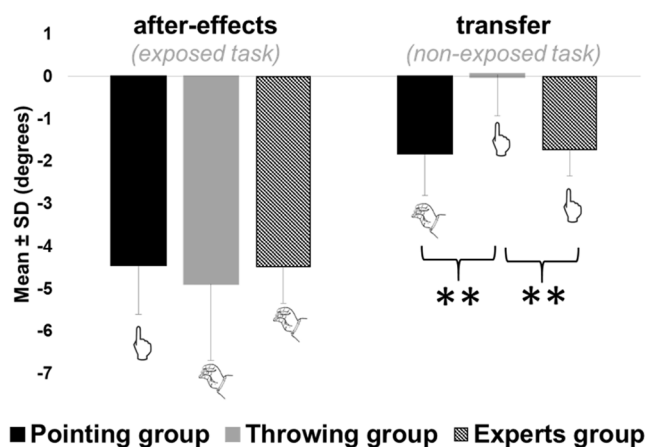 after-effects
(exposed task)
transfer
(non-exposed task)
Mean ± SD (degrees)
1
0
-1
-2
-3
-4
-5
-6
-7
** **
Pointing group Throwing group Experts group